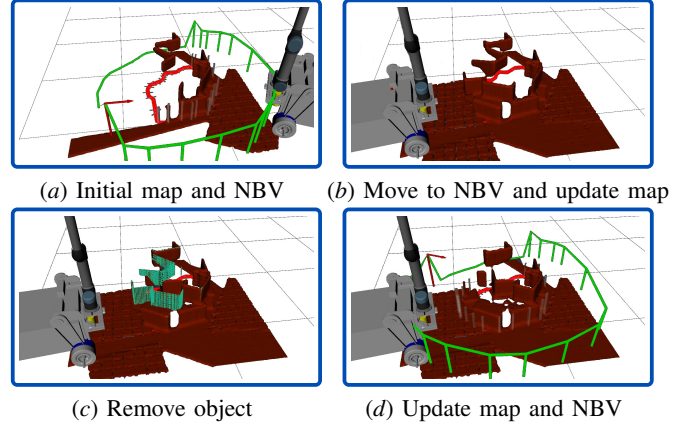 (a) Initial map and NBV
(b) Move to NBV and update map
(c) Remove object
(d) Update map and NBV